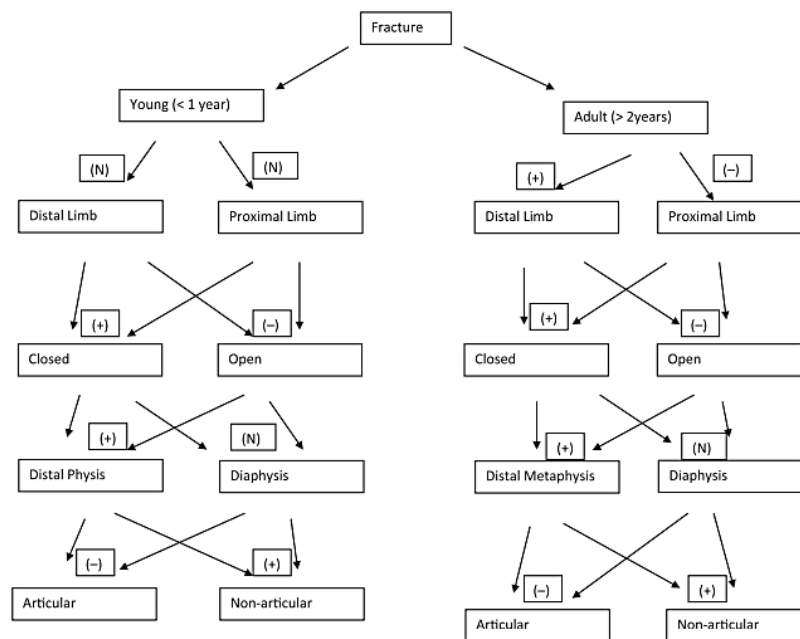 Fracture
Young (< 1 year)
Adult (> 2years)
(N)
(N)
(+)
(–)
Distal Limb
Proximal Limb
Distal Limb
Proximal Limb
(+)
(–)
(+)
(–)
Closed
Open
Closed
Open
(+)
(N)
(+)
(N)
Distal Physis
Diaphysis
Distal Metaphysis
Diaphysis
(–)
(+)
(–)
(+)
Articular
Non-articular
Articular
Non-articular